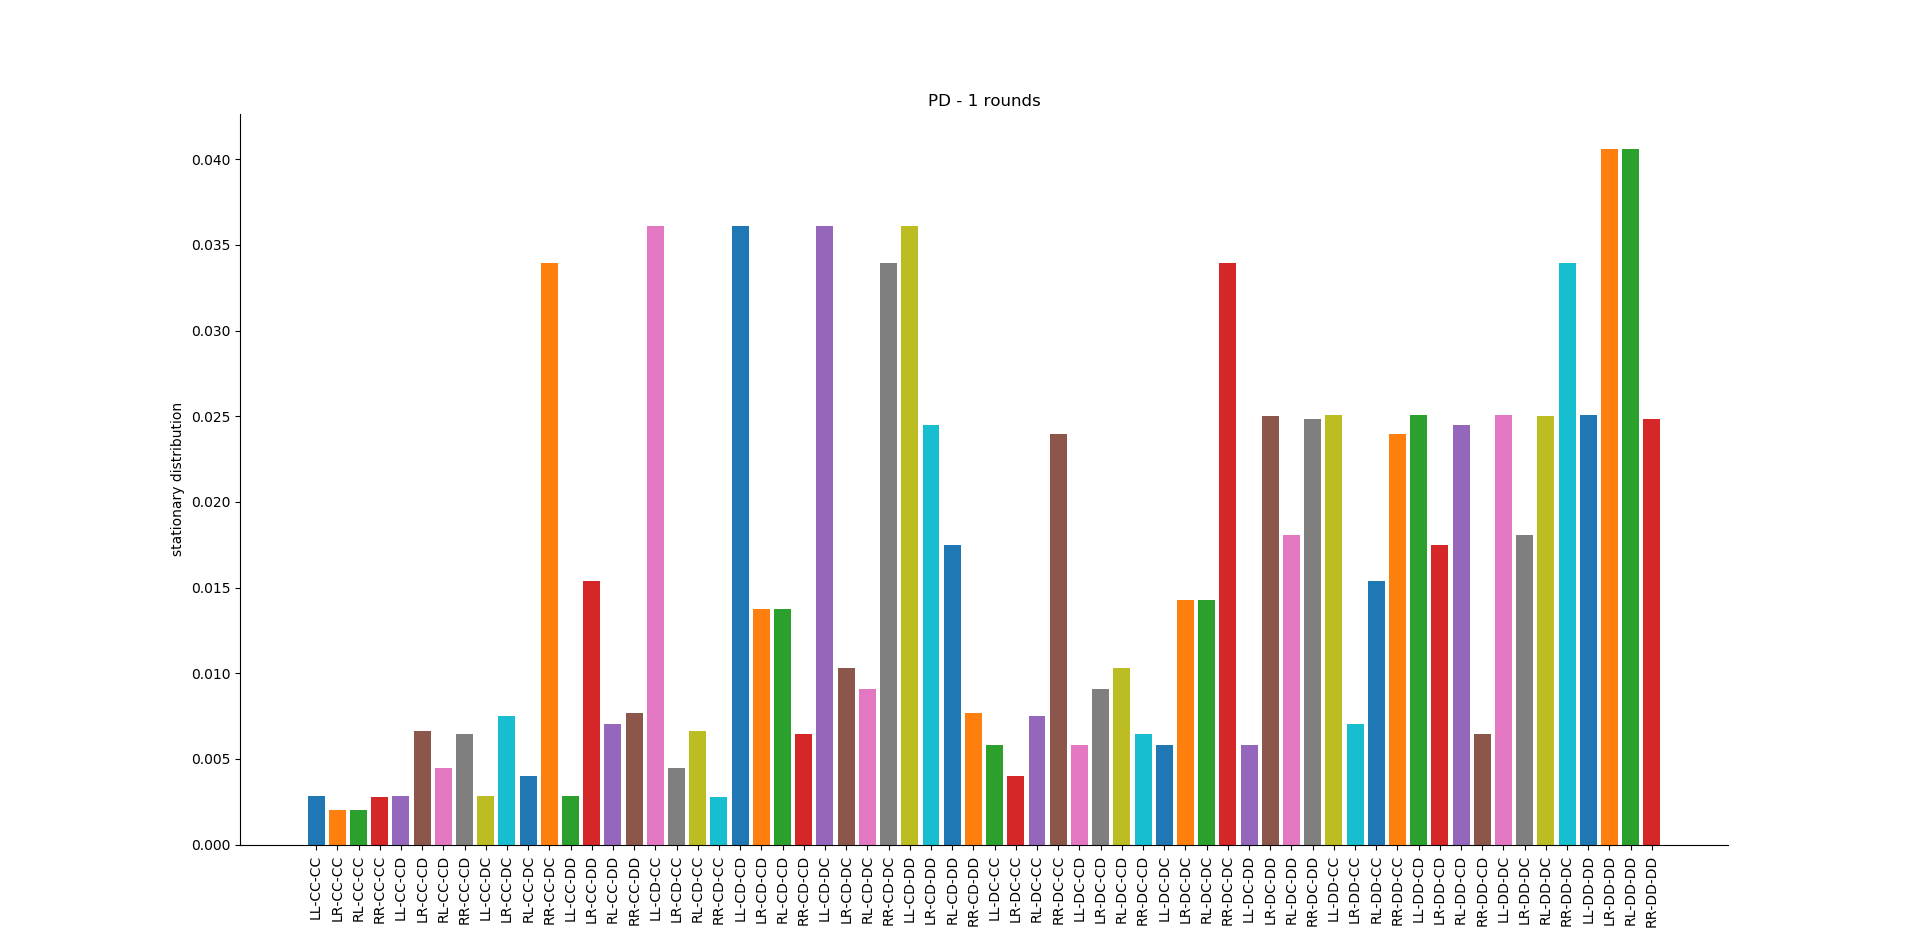 PD - 1 rounds
stationary distribution
0.040
0.035
0.030
0.025
0.020
0.015
0.010
0.005
0.000
LL-CC-CC
LR-CC-CC
RL-CC-CC
RR-CC-CC
LL-CC-CD
LR-CC-CD
RL-CC-CD
RR-CC-CD
LL-CC-DC
LR-CC-DC
RL-CC-DC
RR-CC-DC
LL-CC-DD
LR-CC-DD
RL-CC-DD
RR-CC-DD
LL-CD-CC
LR-CD-CC
RL-CD-CC
RR-CD-CC
LL-CD-CD
LR-CD-CD
RL-CD-CD
RR-CD-CD
LL-CD-DC
LR-CD-DC
RL-CD-DC
RR-CD-DC
LL-CD-DD
LR-CD-DD
RL-CD-DD
RR-CD-DD
LL-DC-CC
LR-DC-CC
RL-DC-CC
RR-DC-CC
LL-DC-CD
LR-DC-CD
RL-DC-CD
RR-DC-CD
LL-DC-DC
LR-DC-DC
RL-DC-DC
RR-DC-DC
LL-DC-DD
LR-DC-DD
RL-DC-DD
RR-DC-DD
LL-DD-CC
LR-DD-CC
RL-DD-CC
RR-DD-CC
LL-DD-CD
LR-DD-CD
RL-DD-CD
RR-DD-CD
LL-DD-DC
LR-DD-DC
RL-DD-DC
RR-DD-DC
LL-DD-DD
LR-DD-DD
RL-DD-DD
RR-DD-DD